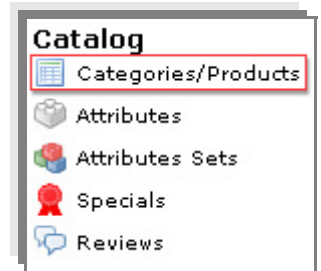 Catalog
Categories/Products
Attributes
Attributes Sets
Specials
Reviews